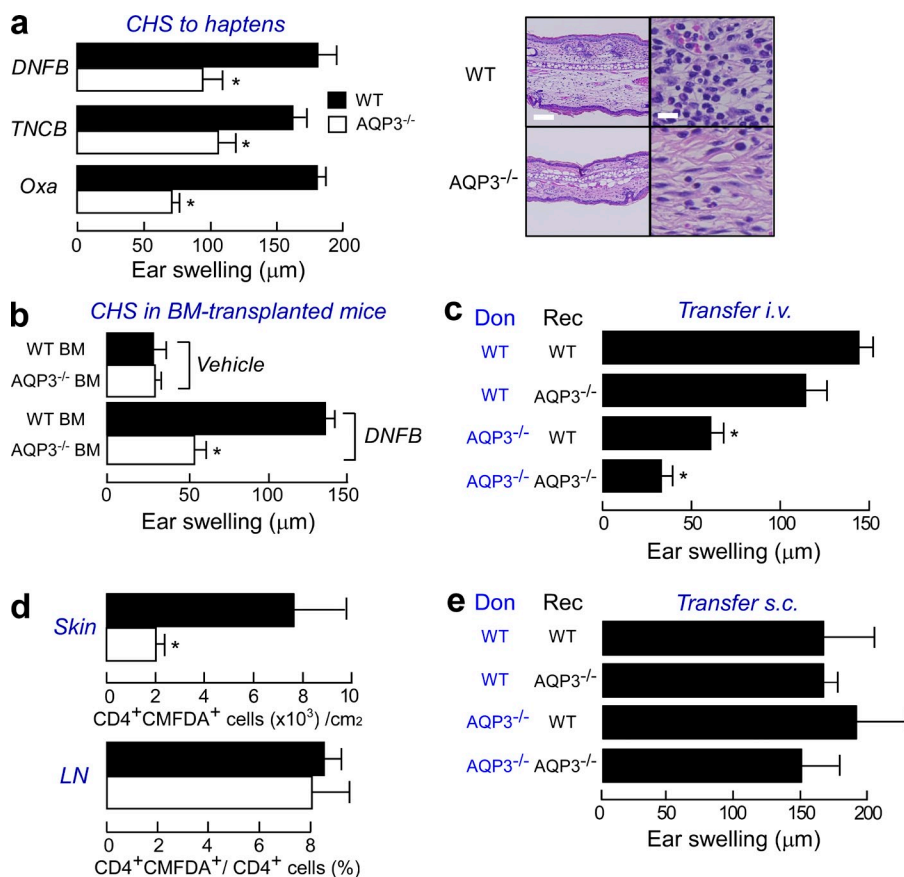 a
CHS to haptens
DNFB
TNCB
Oxa
WT
AQP3-/-
0 50 100 150 200
Ear swelling (μm)
WT
AQP3-/-
b
CHS in BM-transplanted mice
WT BM
AQP3-/- BM
Vehicle
WT BM
AQP3-/- BM
DNFB
0 50 100 150
Ear swelling (μm)
c
Don Rec Transfer i.v.
WT WT
WT AQP3-/-
AQP3-/- WT *
AQP3-/- AQP3-/- *
0 50 100 150
Ear swelling (μm)
d
Skin
*
0 2 4 6 8 10
CD4+CMFDA+ cells (x103) /cm2
LN
0 2 4 6 8
CD4+CMFDA+/ CD4+ cells (%)
e
Don Rec Transfer s.c.
WT WT
WT AQP3-/-
AQP3-/- WT
AQP3-/- AQP3-/-
0 50 100 150 200
Ear swelling (μm)